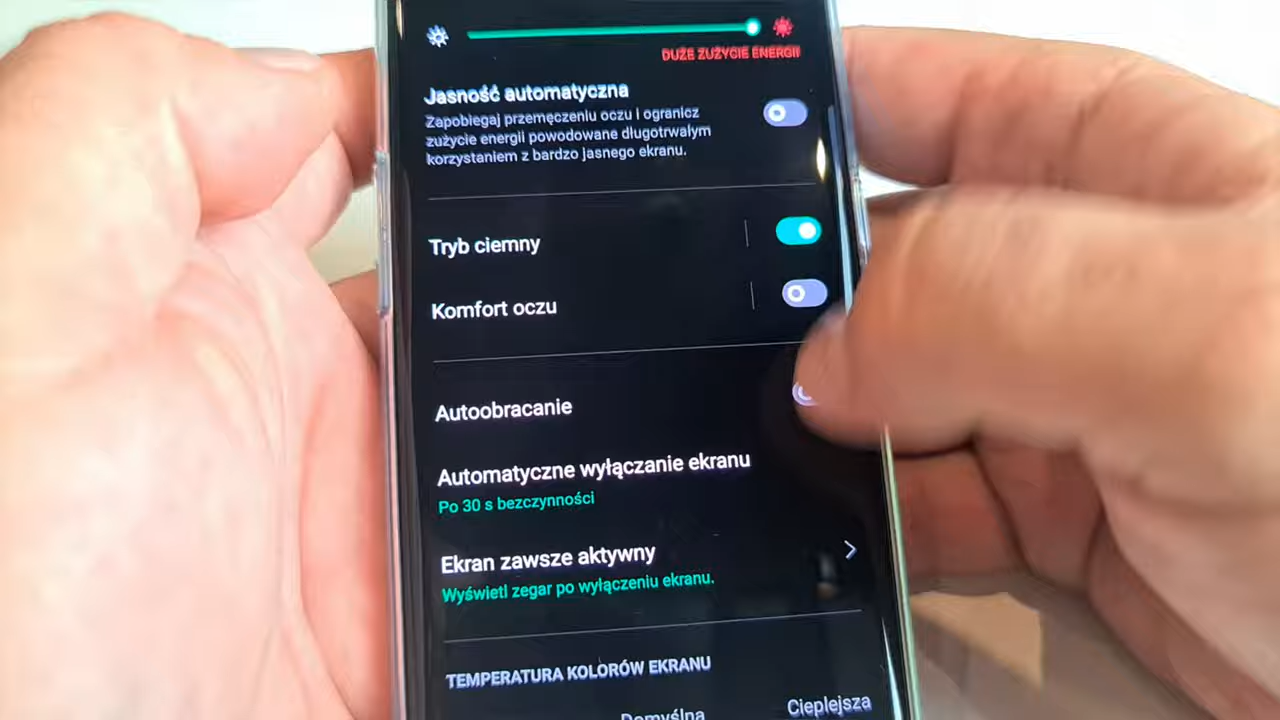 DUŻE ZUŻYCIE ENERGII
Jasność automatyczna
Zapobiegaj przemęczeniu oczu i ogranicz
zużycie energii powodowane długotrwałym
korzystaniem z bardzo jasnego ekranu.
Tryb ciemny
Komfort oczu
Autoobracanie
Automatyczne wyłączanie ekranu
Po 30 s bezczynności
Ekran zawsze aktywny
Wyświetl zegar po wyłączeniu ekranu.
TEMPERATURA KOLORÓW EKRANU
Domyślna
Cieplejsza